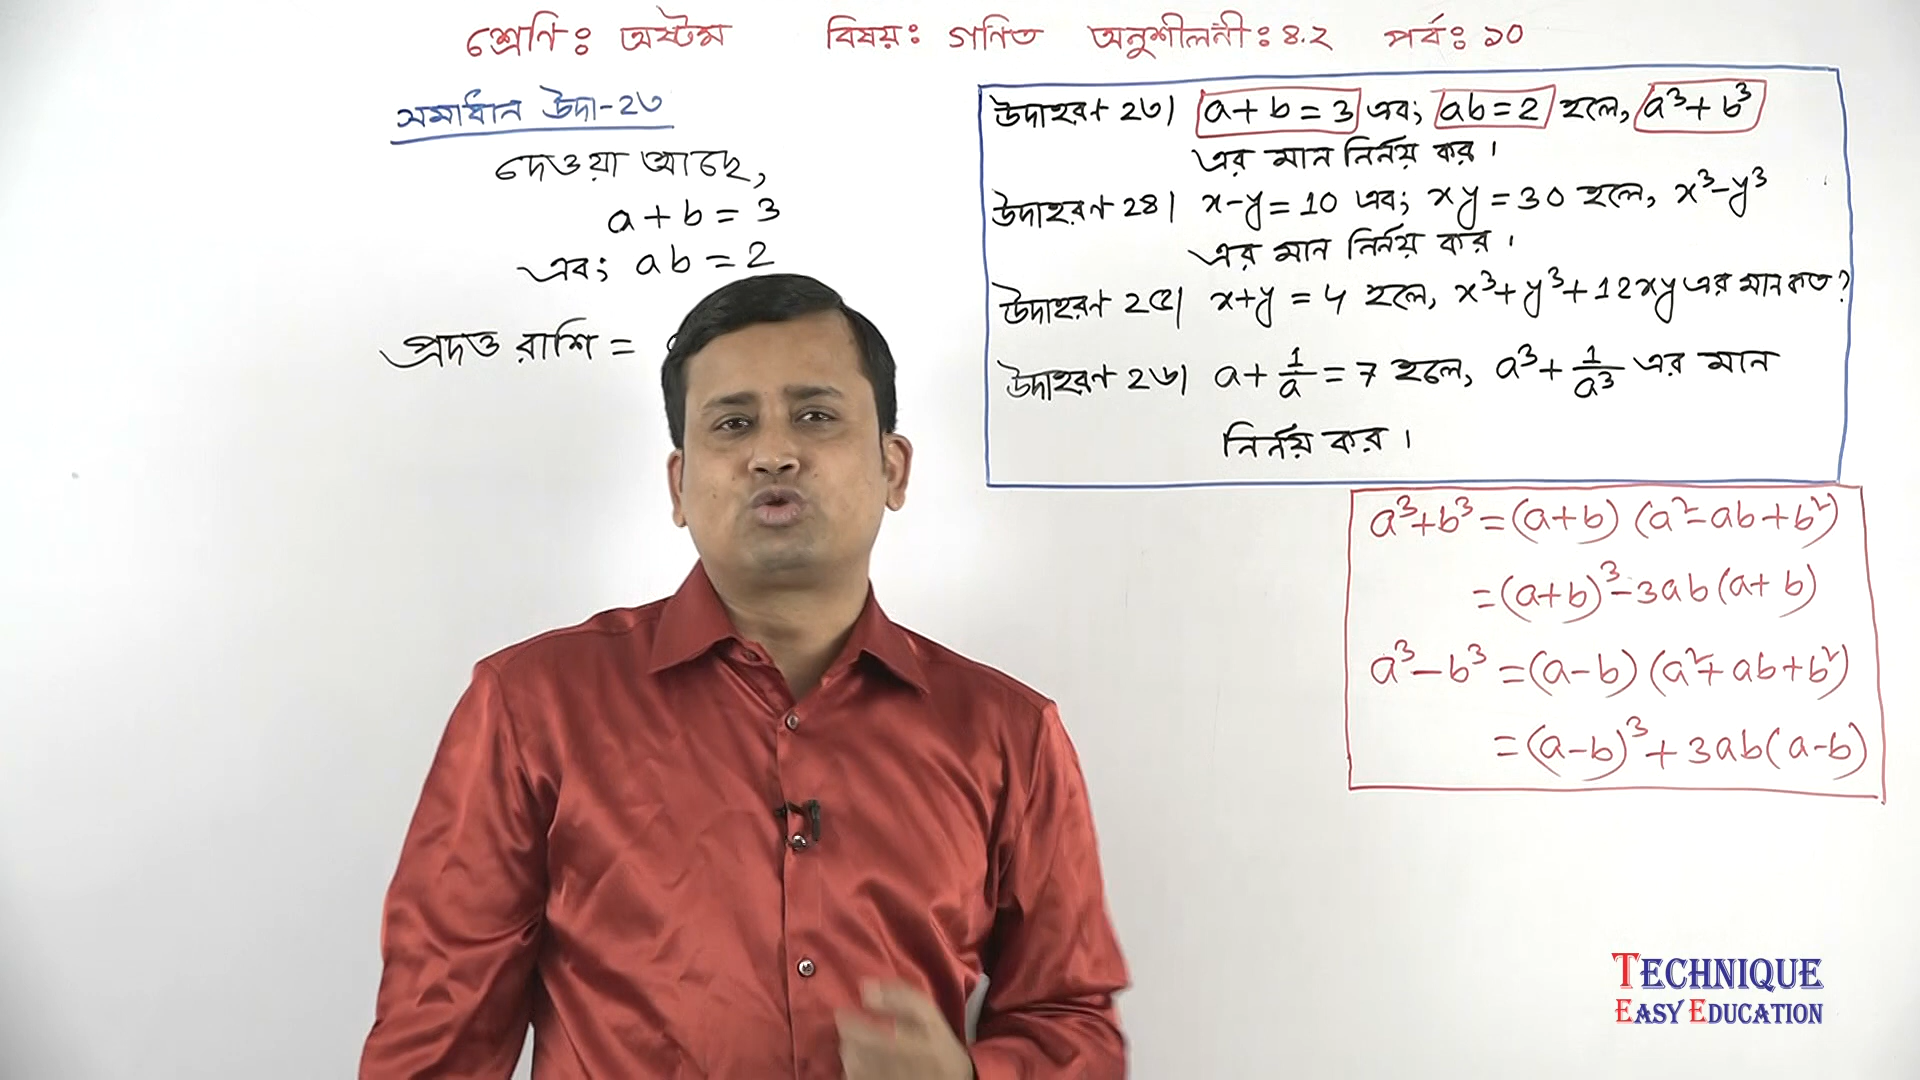 শ্রেণি: অষ্টম বিষয়: গণিত অনুশীলনী: ৪.২ পর্ব: ১০
সমাধান উদা-২৩
দেওয়া আছে,
a + b = 3
এবং ab = 2
প্রদত্ত রাশি =
উদাহরণ ২৩। a + b = 3 এবং ab = 2 হলে, a³ + b³
এর মান নির্ণয় কর।
উদাহরণ ২৪। x - y = 10 এবং xy = 30 হলে, x³ - y³
এর মান নির্ণয় কর।
উদাহরণ ২৫। x + y = 4 হলে, x³ + y³ + 12xy এর মান কত?
উদাহরণ ২৬। a + 1/a = 7 হলে, a³ + 1/a³ এর মান
নির্ণয় কর।
a³ + b³ = (a + b) (a² - ab + b²)
= (a + b)³ - 3ab(a + b)
a³ - b³ = (a - b) (a² + ab + b²)
= (a - b)³ + 3ab(a - b)
TECHNIQUE
EASY EDUCATION